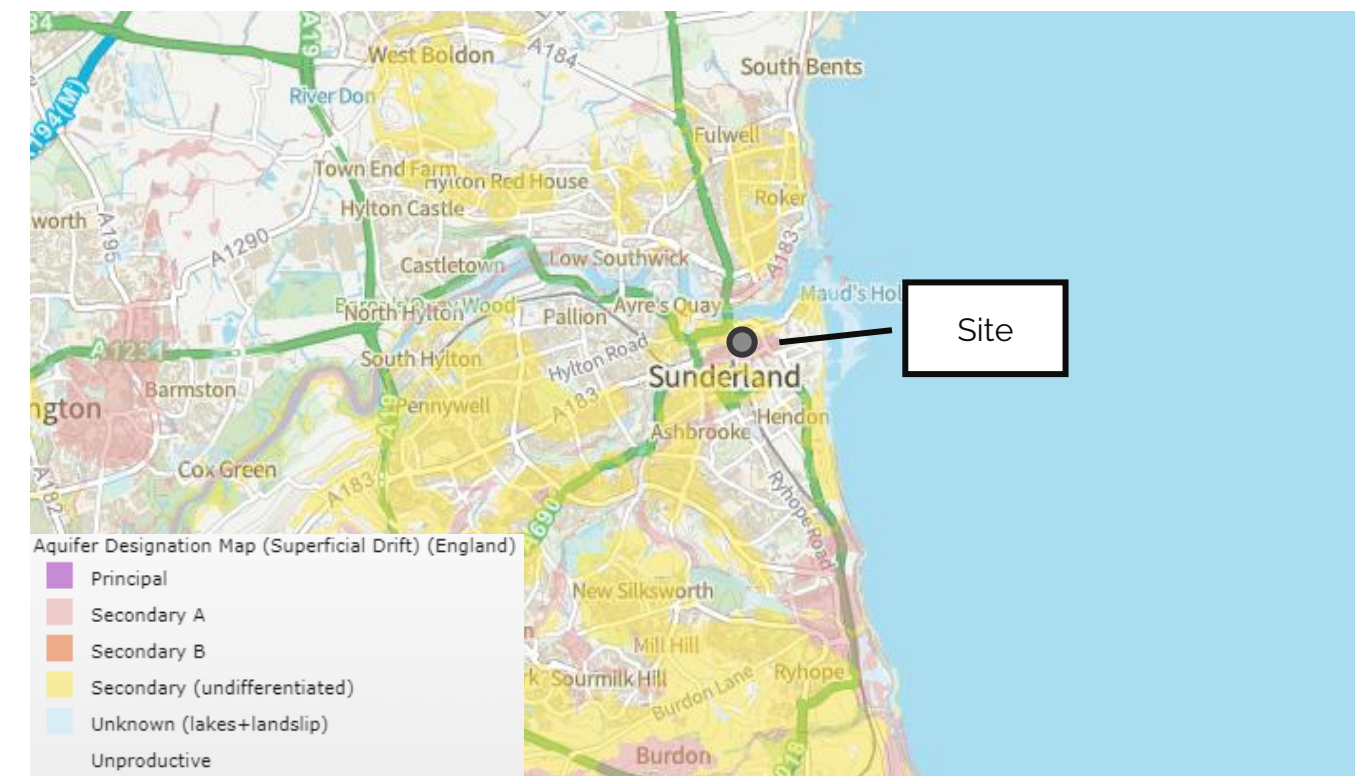 A19
West Boldon
A184
South Bents
River Don
A194(M)
Fulwell
Town End Farm
Hylton Red House
Roker
Hylton Castle
worth
A195
A1290
A183
Castletown
Low Southwick
Maud's Hol
North Hylton
Ayre's Quay
Pallion
Site
South Hylton
Hylton Road
Sunderland
Barmston
ngton
Pennywell
A183
A19
Hendon
Ashbrooke
Cox Green
A183
A182
Ryhope Road
A690
Aquifer Designation Map (Superficial Drift) (England)
Principal
Secondary A
Secondary B
Secondary (undifferentiated)
Unknown (lakes+landslip)
Unproductive
New Silksworth
Mill Hill
Ryhope
Sourmilk Hill
Burdon Lane
Burdon